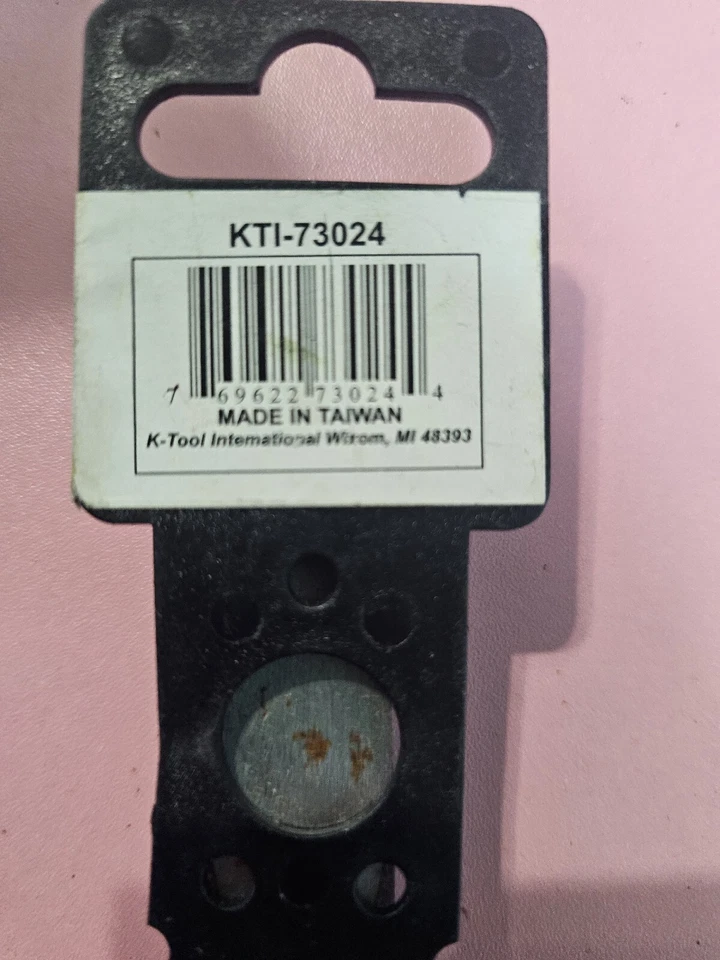 KTI-73024
7 69622 73024 4
MADE IN TAIWAN
K-Tool International Wixom, MI 48393